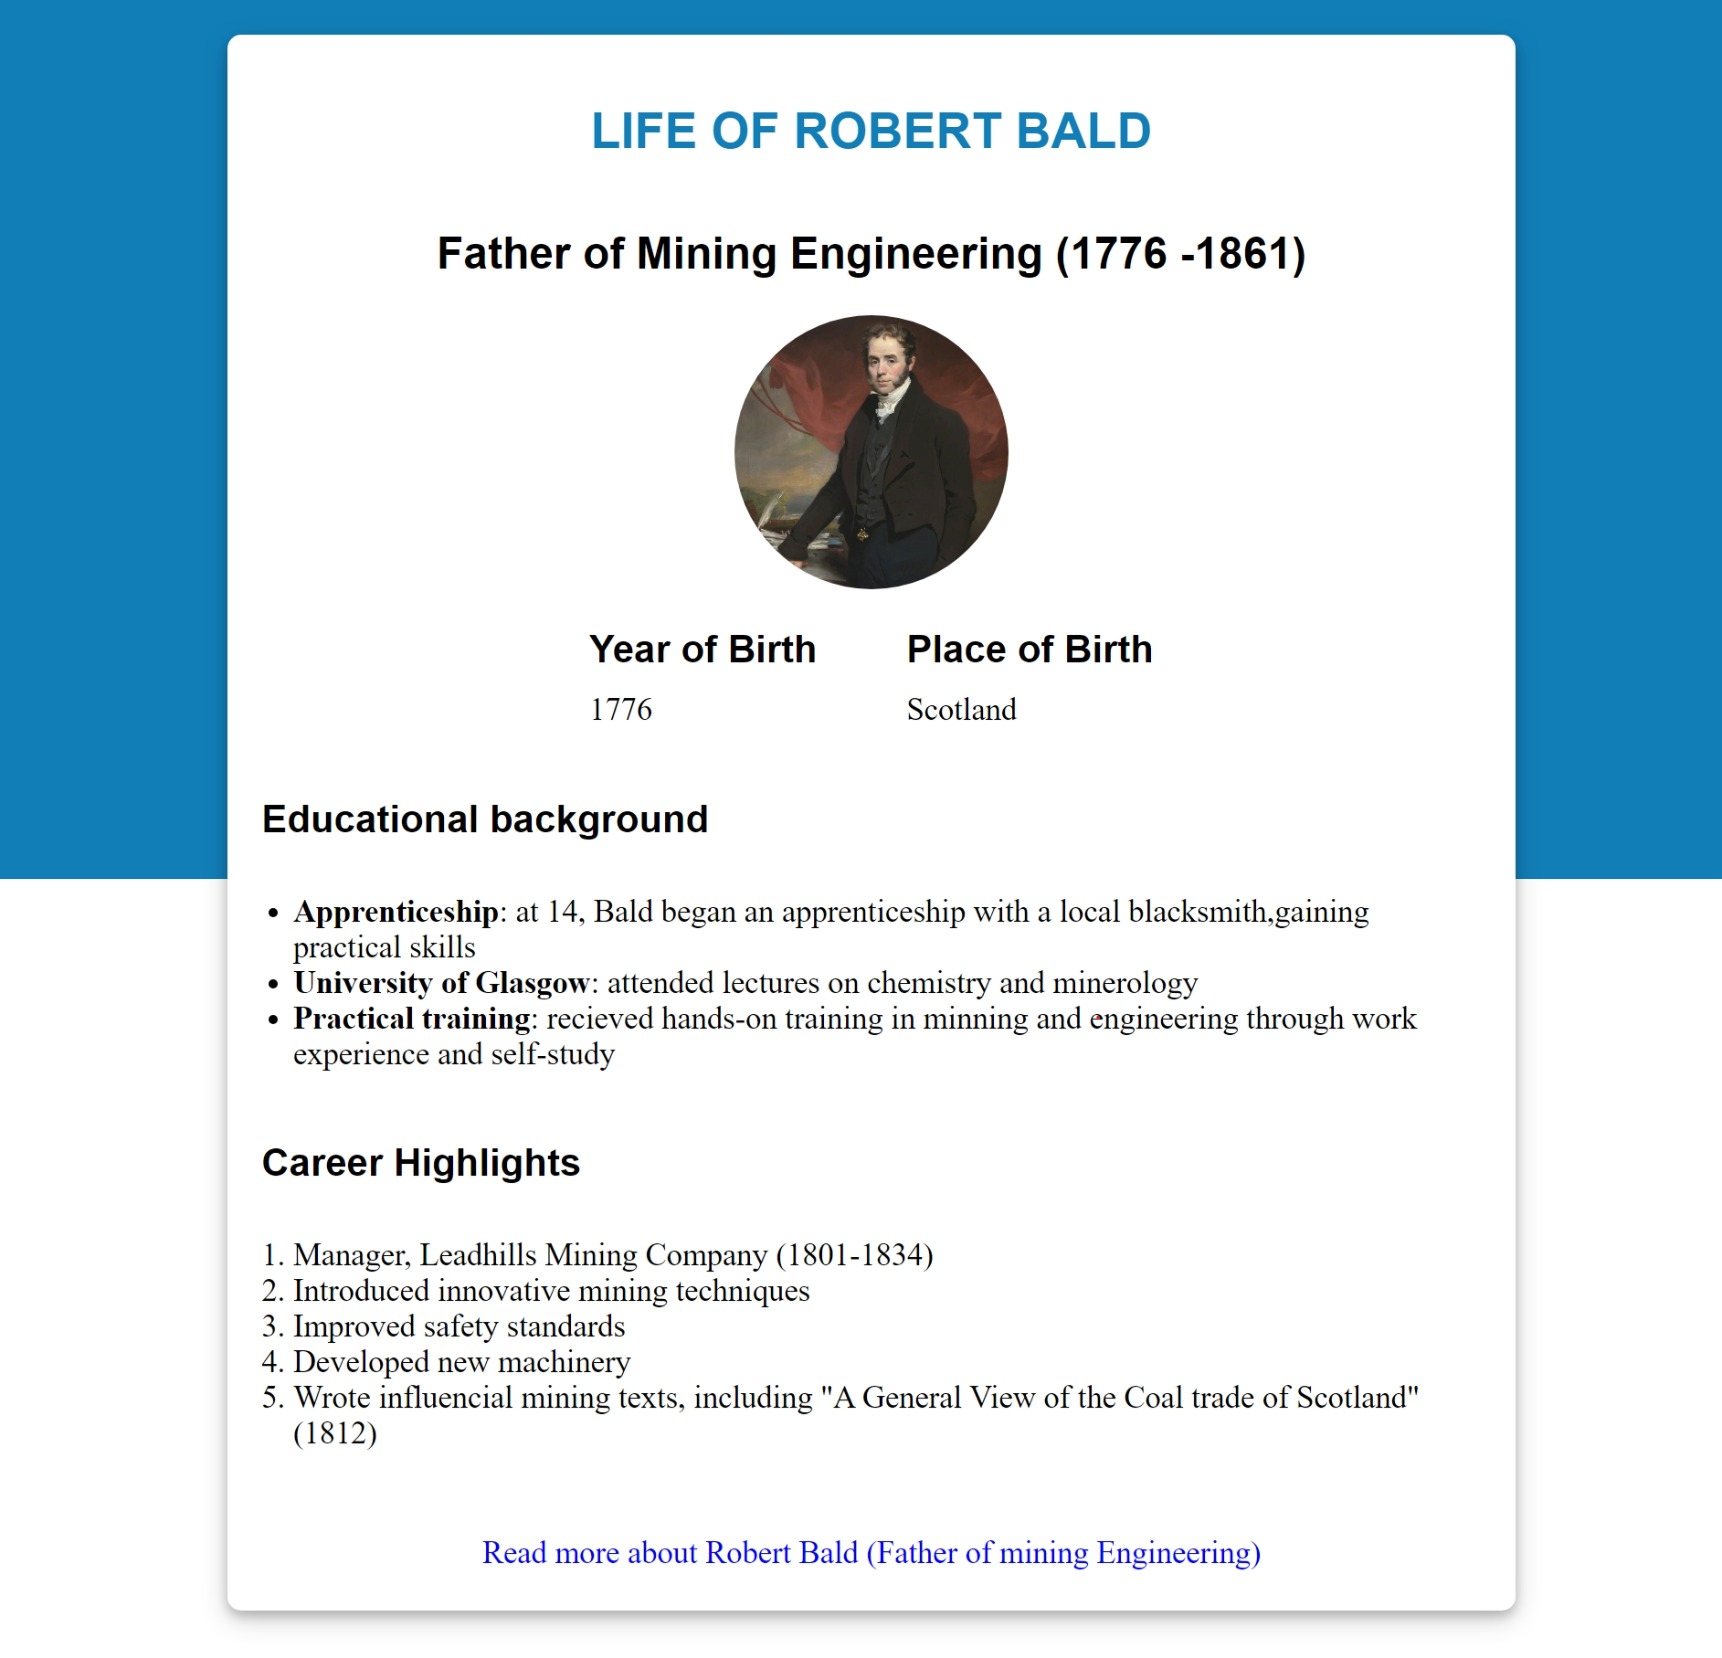 LIFE OF ROBERT BALD
Father of Mining Engineering (1776 -1861)
Year of Birth
Place of Birth
1776
Scotland
Educational background
• Apprenticeship: at 14, Bald began an apprenticeship with a local blacksmith,gaining
practical skills
• University of Glasgow: attended lectures on chemistry and minerology
• Practical training: recieved hands-on training in minning and engineering through work
experience and self-study
Career Highlights
1. Manager, Leadhills Mining Company (1801-1834)
2. Introduced innovative mining techniques
3. Improved safety standards
4. Developed new machinery
5. Wrote influencial mining texts, including "A General View of the Coal trade of Scotland"
(1812)
Read more about Robert Bald (Father of mining Engineering)